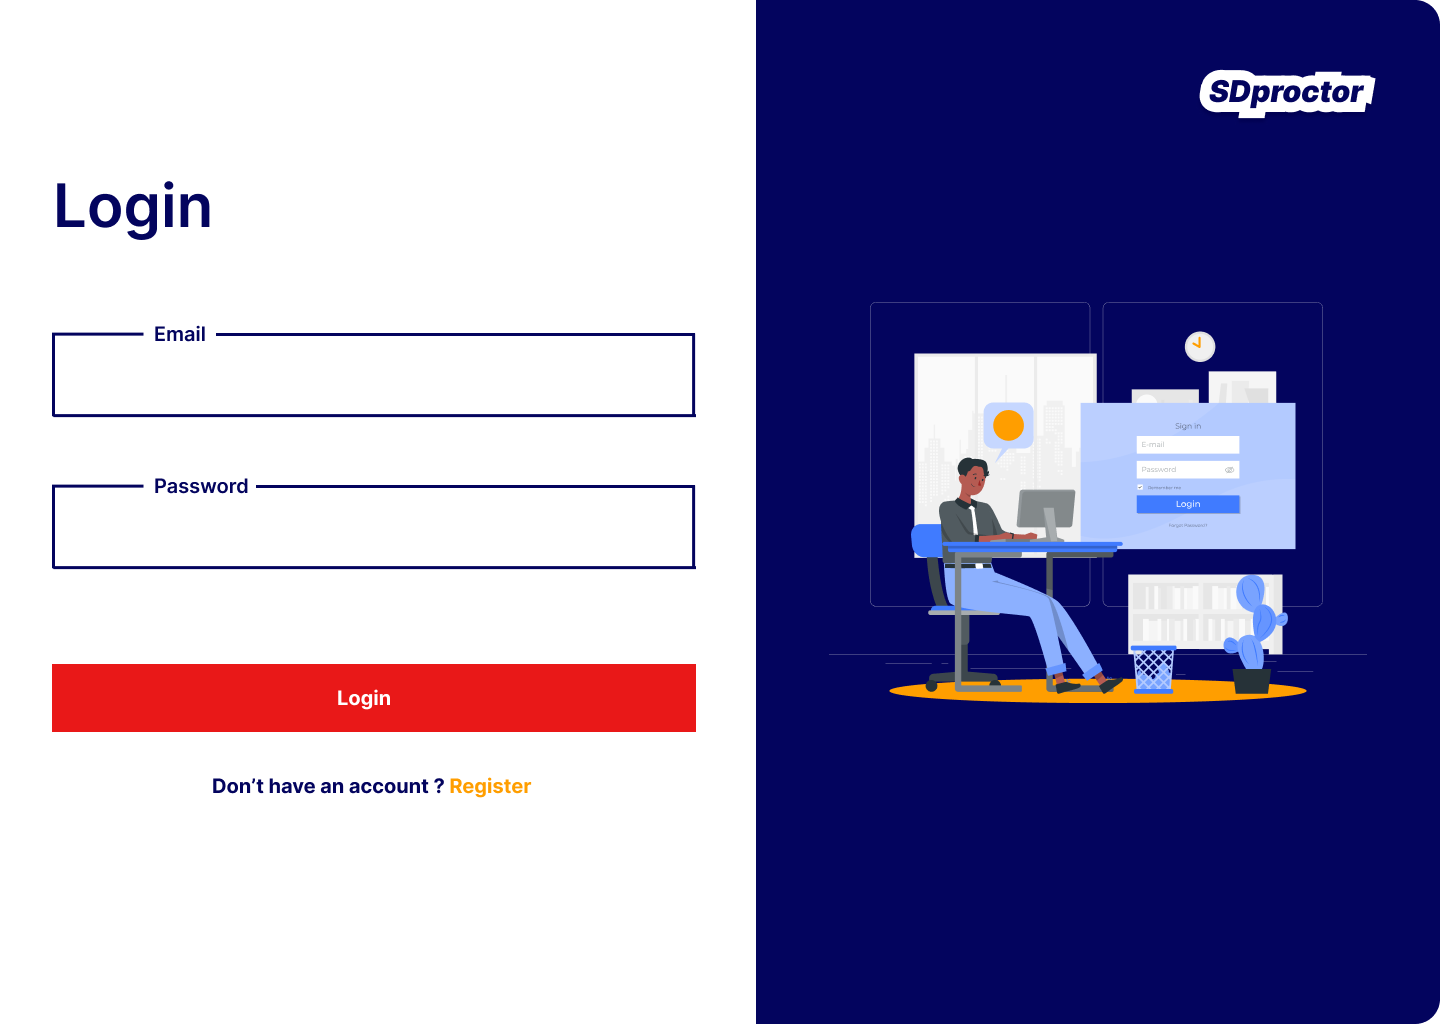 SDproctor
Login
Email
Password
Login
Don’t have an account ? Register
Sign in
E-mail
Password
Remember me
Login
Forgot Password?